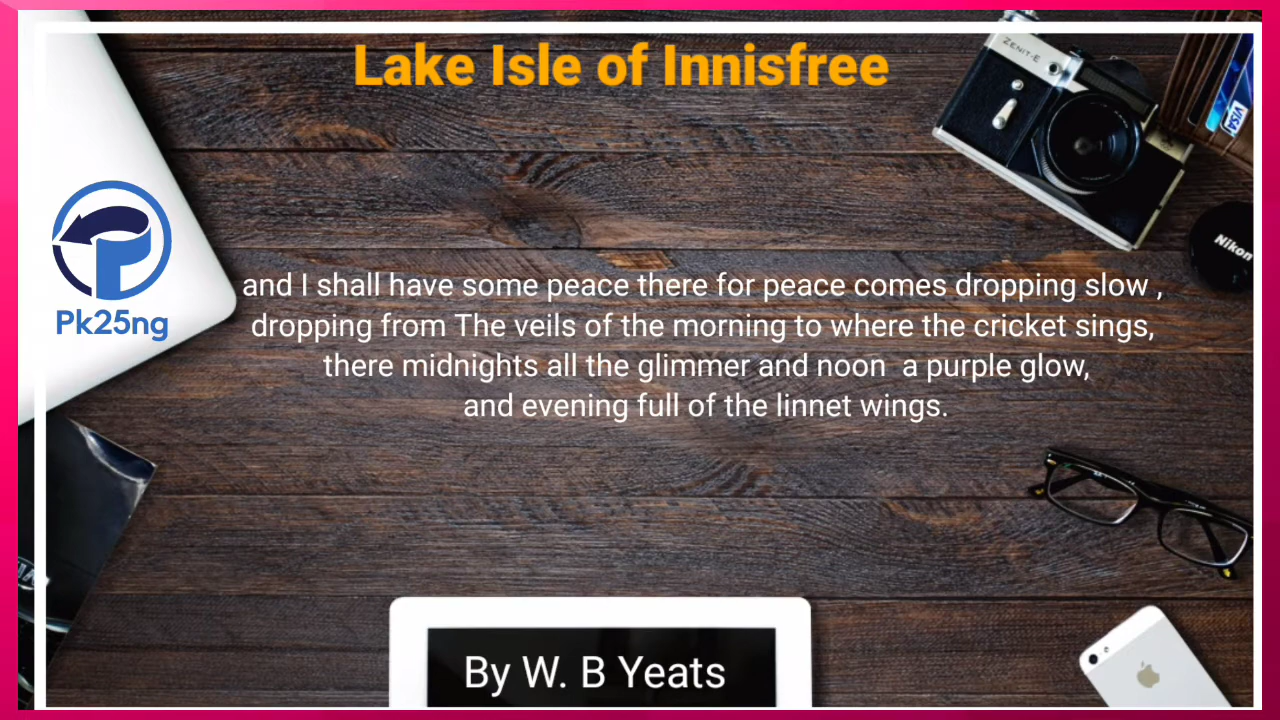 Lake Isle of Innisfree
ZENIT-E
VISA
Nikon
Pk25ng
and I shall have some peace there for peace comes dropping slow ,
dropping from The veils of the morning to where the cricket sings,
there midnights all the glimmer and noon  a purple glow,
and evening full of the linnet wings.
By W. B Yeats